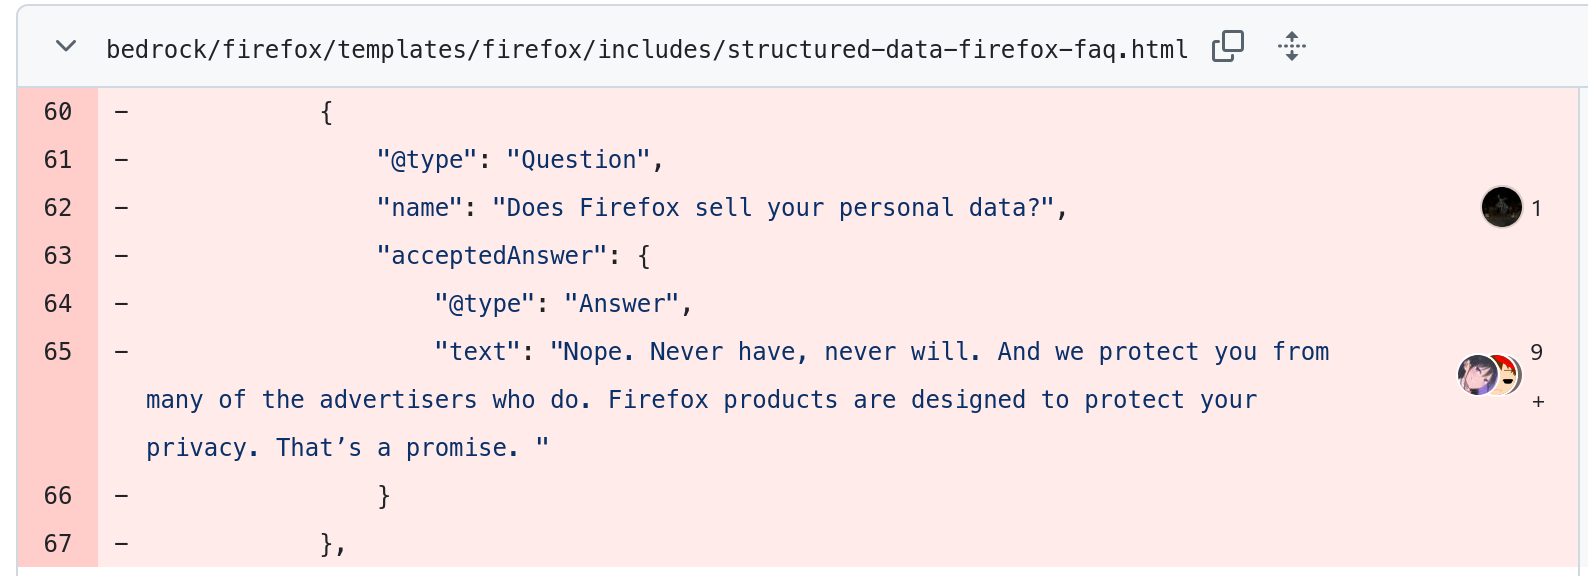 bedrock/firefox/templates/firefox/includes/structured-data-firefox-faq.html
60 - {
61 - "@type": "Question",
62 - "name": "Does Firefox sell your personal data?", 1
63 - "acceptedAnswer": {
64 - "@type": "Answer",
65 - "text": "Nope. Never have, never will. And we protect you from 9
many of the advertisers who do. Firefox products are designed to protect your +
privacy. That’s a promise. "
66 - }
67 - },